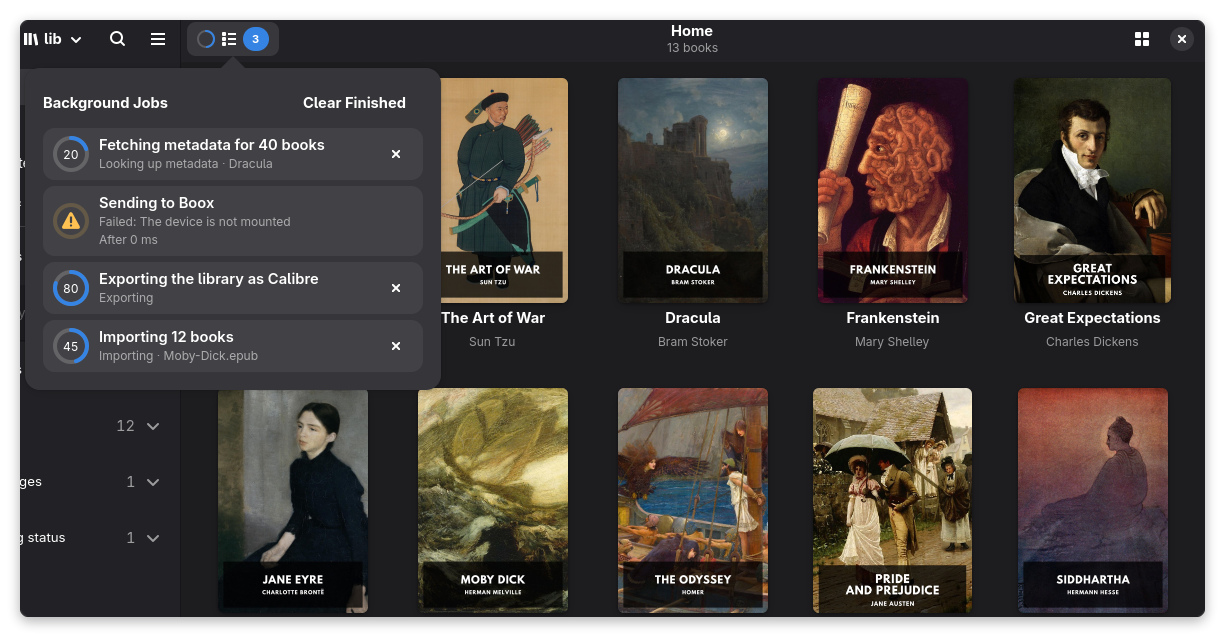 lib
3
Home
13 books
Background Jobs
Clear Finished
20
Fetching metadata for 40 books
Looking up metadata · Dracula
Sending to Boox
Failed: The device is not mounted
After 0 ms
80
Exporting the library as Calibre
Exporting
45
Importing 12 books
Importing · Moby-Dick.epub
12
ges
1
g status
1
THE ART OF WAR
SUN TZU
The Art of War
Sun Tzu
DRACULA
BRAM STOKER
Dracula
Bram Stoker
FRANKENSTEIN
MARY SHELLEY
Frankenstein
Mary Shelley
GREAT
EXPECTATIONS
CHARLES DICKENS
Great Expectations
Charles Dickens
JANE EYRE
CHARLOTTE BRONTË
MOBY DICK
HERMAN MELVILLE
THE ODYSSEY
HOMER
PRIDE
AND PREJUDICE
JANE AUSTEN
SIDDHARTHA
HERMANN HESSE